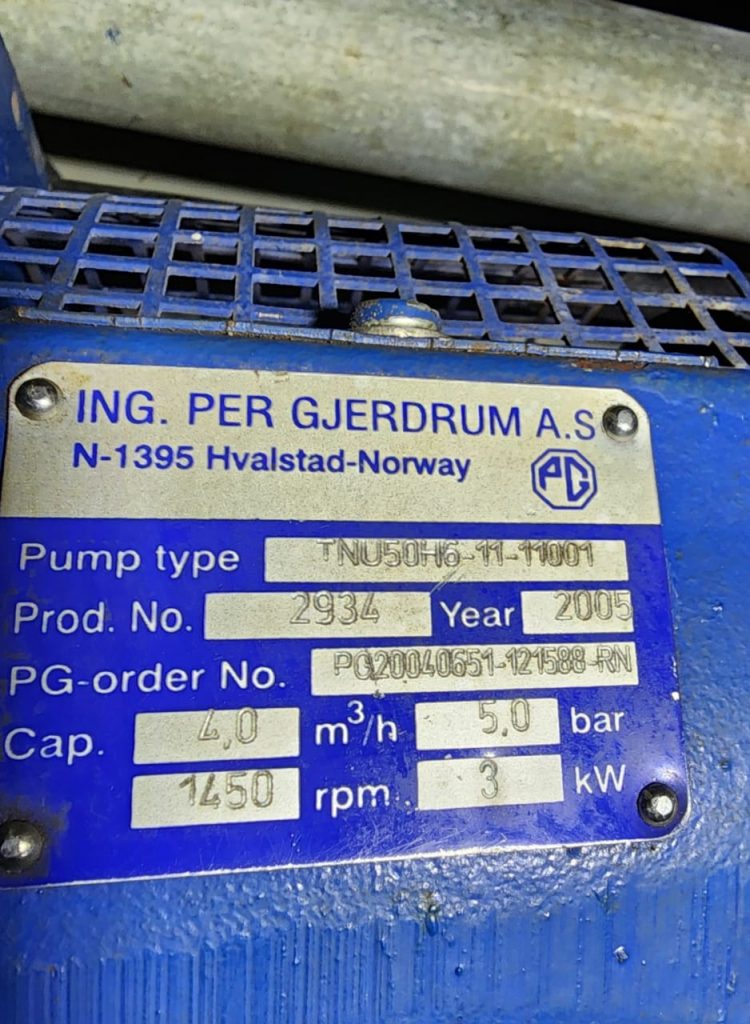 ING. PER GJERDRUM A.S
N-1395 Hvalstad-Norway PG
Pump type TNU50H6-11-11001
Prod. No. 2934 Year 2005
PG-order No. PG20040651-121588-RN
Cap. 4,0 m³/h 5,0 bar
1450 rpm 3 kW